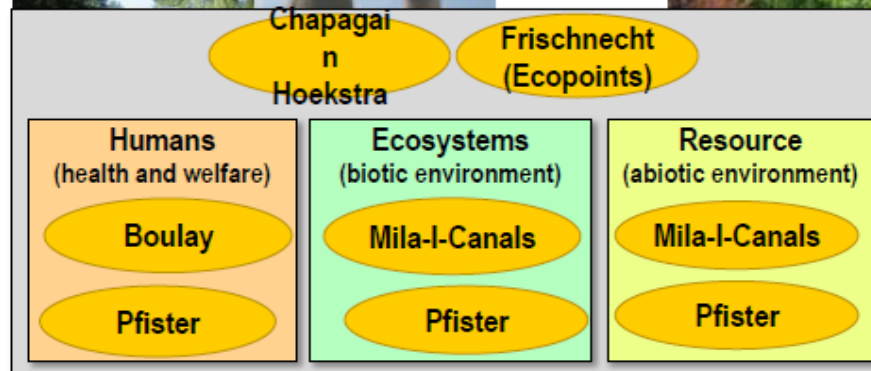 Chapagai
n
Hoekstra
Frischnecht
(Ecopoints)
Humans
(health and welfare)
Boulay
Pfister
Ecosystems
(biotic environment)
Mila-I-Canals
Pfister
Resource
(abiotic environment)
Mila-I-Canals
Pfister